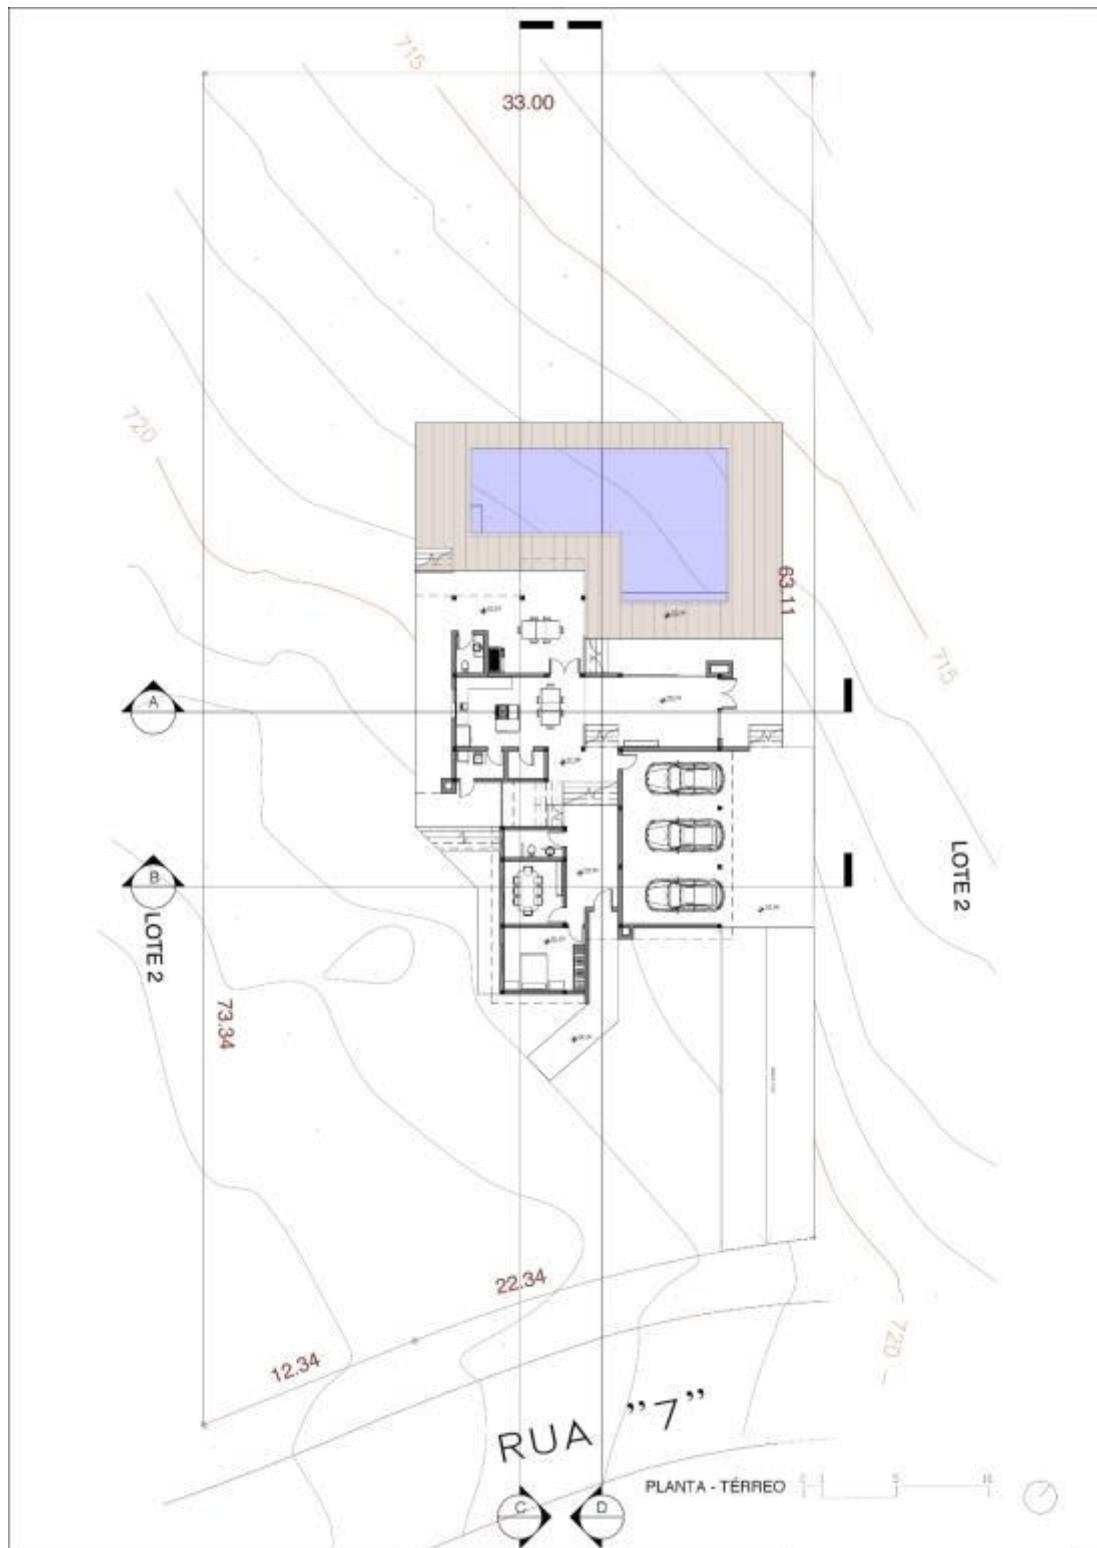 715
33.00
720
63.11
715
A
B
LOTE 2
LOTE 2
73.34
22.34
12.34
720
RUA "7"
PLANTA - TÉRREO
C
D